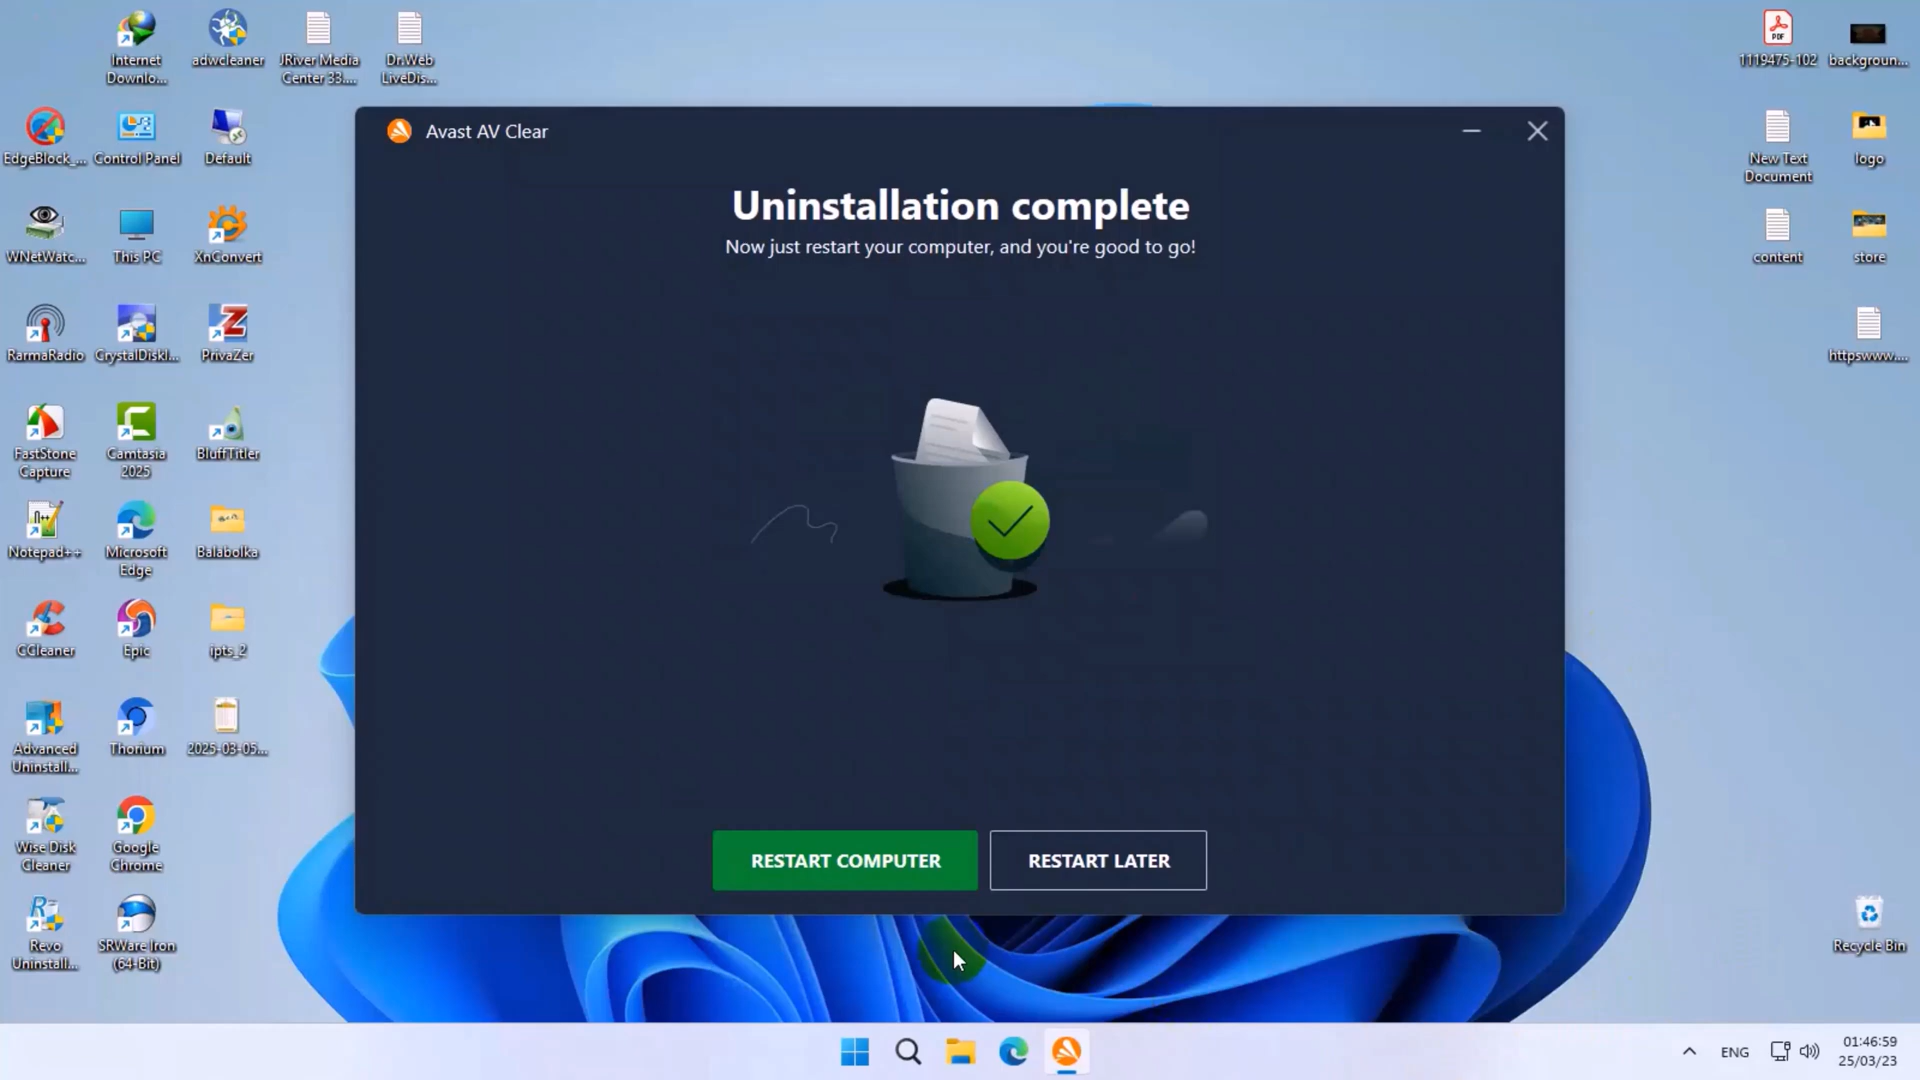 Internet
Downlo...
adwcleaner
JRiver Media
Center 33....
Dr.Web
LiveDis...
1119475-102
backgroun...
EdgeBlock_...
Control Panel
Default
New Text
Document
logo
WNetWatc...
This PC
XnConvert
content
store
RarmaRadio
CrystalDiskI...
PrivaZer
httpswww....
FastStone
Capture
Camtasia
2025
BluffTitler
Notepad++
Microsoft
Edge
Balabolka
CCleaner
Epic
ipts_2
Advanced
Uninstall...
Thorium
2025-03-05...
Wise Disk
Cleaner
Google
Chrome
Revo
Uninstall...
SRWare Iron
(64-Bit)
Recycle Bin
Avast AV Clear
Uninstallation complete
Now just restart your computer, and you're good to go!
RESTART COMPUTER
RESTART LATER
PDF
ENG
01:46:59
25/03/23